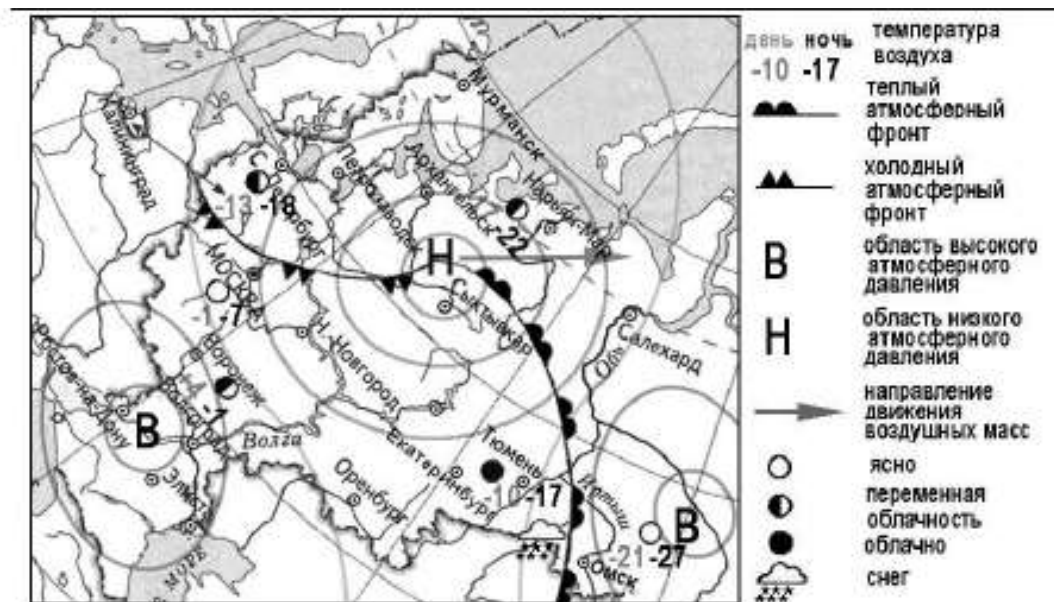 Мурманск
Калининград
С.Петербург
Петрозаводск
Архангельск
Нарьян-Мар
-13 -18
-22
Н
МОСКВА
Сыктывкар
-1 -7
Салехард
Обь
Воронеж
Н.Новгород
Ростов-на-Дону
Волгоград
В
Волга
Екатеринбург
Тюмень
-10 -17
Оренбург
Элиста
Иртыш
В
-21 -27
Омск
море
день ночь
-10 -17
температура
воздуха
теплый
атмосферный
фронт
холодный
атмосферный
фронт
В
область высокого
атмосферного
давления
Н
область низкого
атмосферного
давления
направление
движения
воздушных масс
ясно
переменная
облачность
облачно
снег